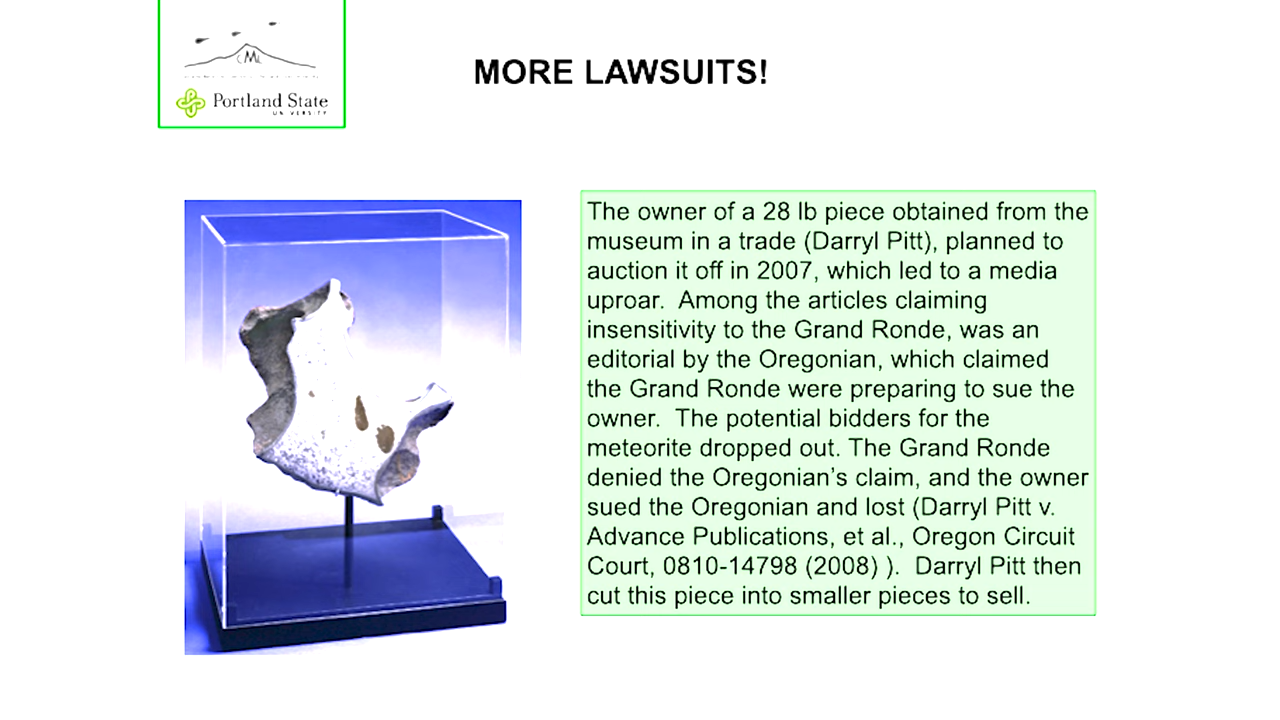 CML
Portland State
UNIVERSITY
MORE LAWSUITS!
The owner of a 28 lb piece obtained from the
museum in a trade (Darryl Pitt), planned to
auction it off in 2007, which led to a media
uproar.  Among the articles claiming
insensitivity to the Grand Ronde, was an
editorial by the Oregonian, which claimed
the Grand Ronde were preparing to sue the
owner.  The potential bidders for the
meteorite dropped out. The Grand Ronde
denied the Oregonian’s claim, and the owner
sued the Oregonian and lost (Darryl Pitt v.
Advance Publications, et al., Oregon Circuit
Court, 0810-14798 (2008) ).  Darryl Pitt then
cut this piece into smaller pieces to sell.